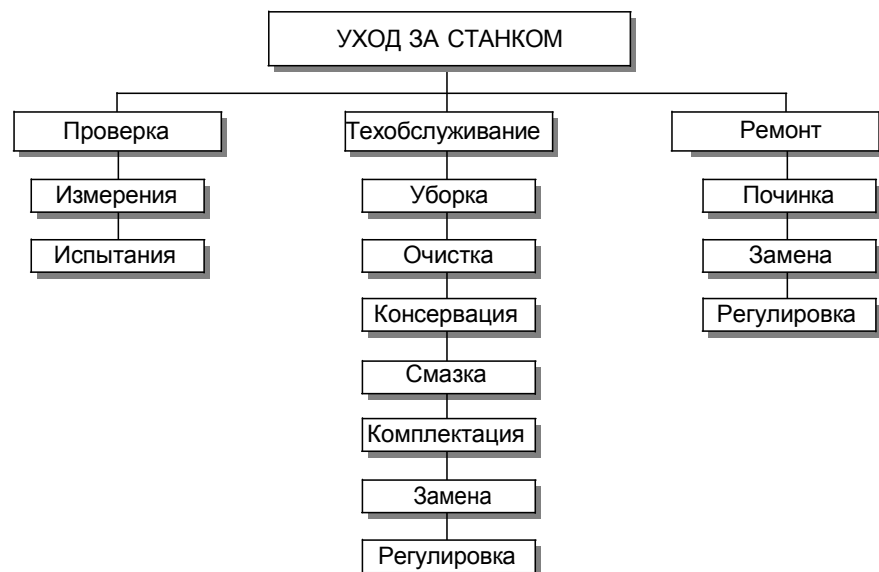 УХОД ЗА СТАНКОМ
Проверка
Техобслуживание
Ремонт
Измерения
Уборка
Починка
Испытания
Очистка
Замена
Консервация
Регулировка
Смазка
Комплектация
Замена
Регулировка